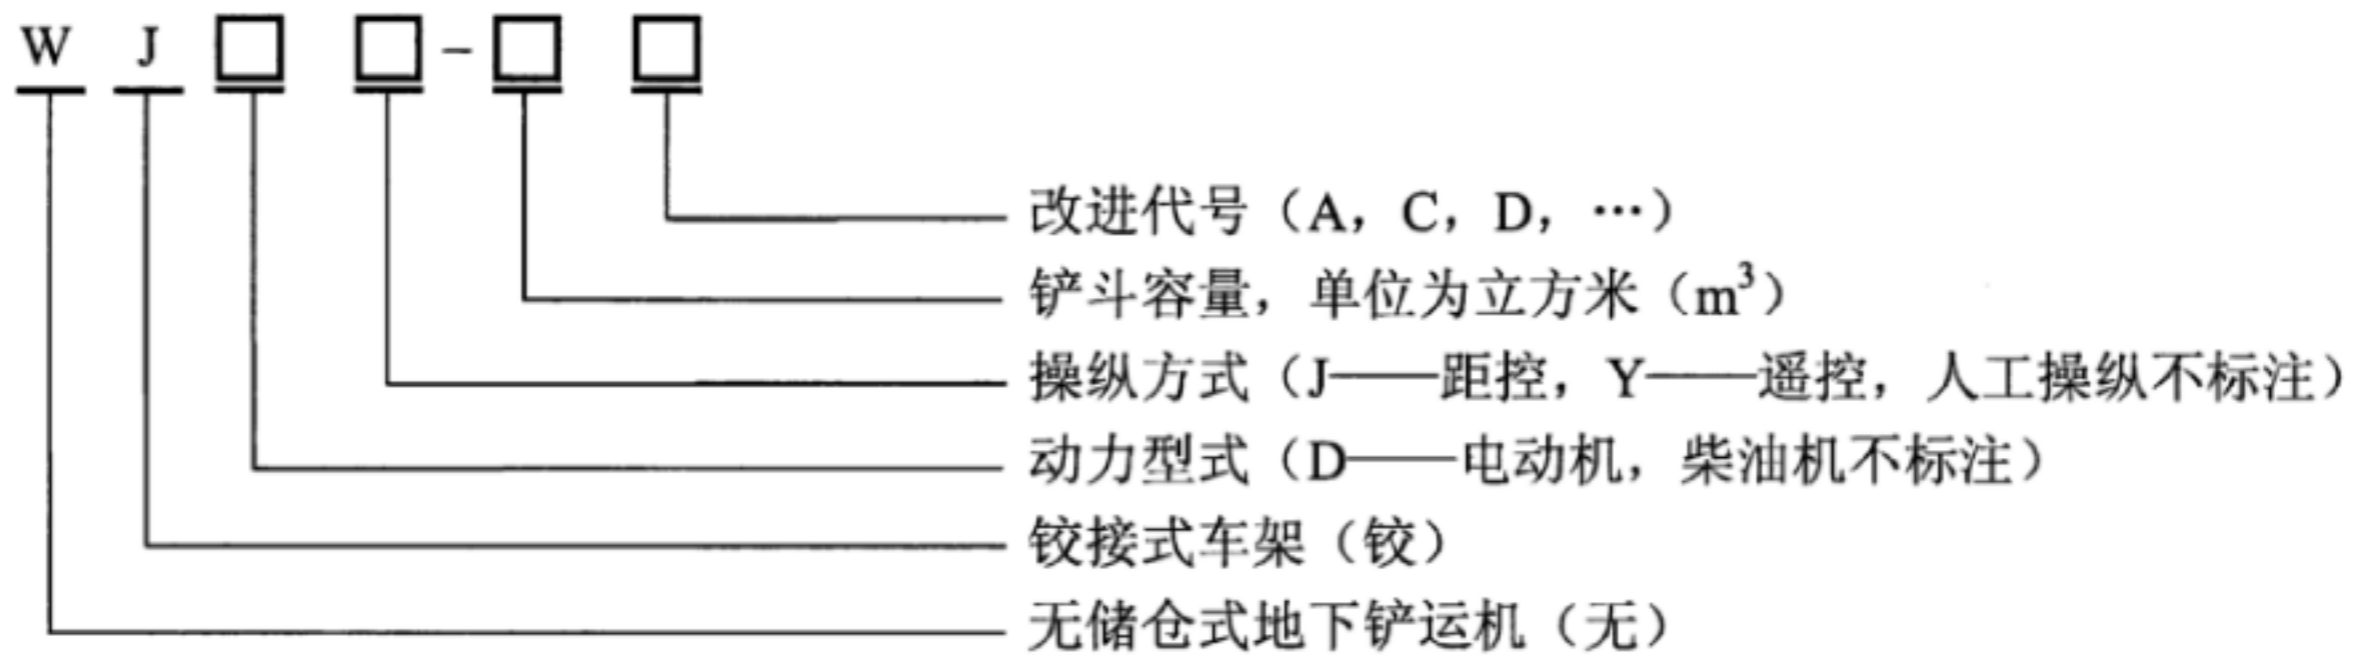 W J □ □-□ □
改进代号（A，C，D，…）
铲斗容量，单位为立方米（m³）
操纵方式（J——距控，Y——遥控，人工操纵不标注）
动力型式（D——电动机，柴油机不标注）
铰接式车架（铰）
无储仓式地下铲运机（无）